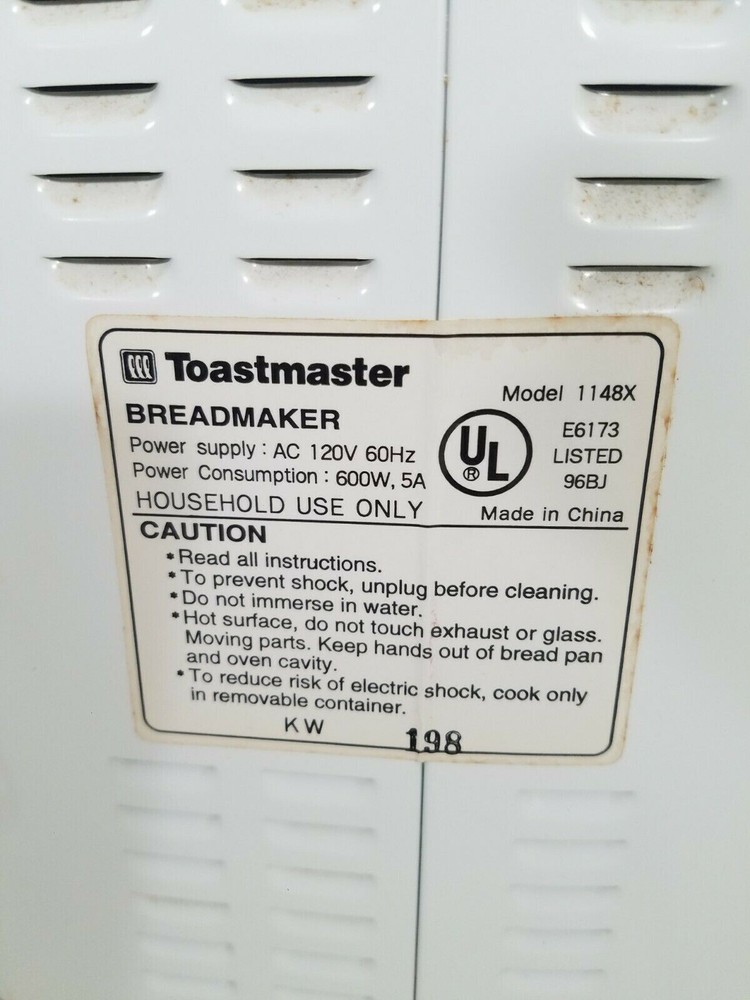 Toastmaster
Model 1148X
BREADMAKER
Power supply : AC 120V 60Hz
Power Consumption : 600W, 5A
HOUSEHOLD USE ONLY
UL
®
E6173
LISTED
96BJ
Made in China
CAUTION
*Read all instructions.
*To prevent shock, unplug before cleaning.
*Do not immerse in water.
*Hot surface, do not touch exhaust or glass.
Moving parts. Keep hands out of bread pan
and oven cavity.
*To reduce risk of electric shock, cook only
in removable container.
KW
198